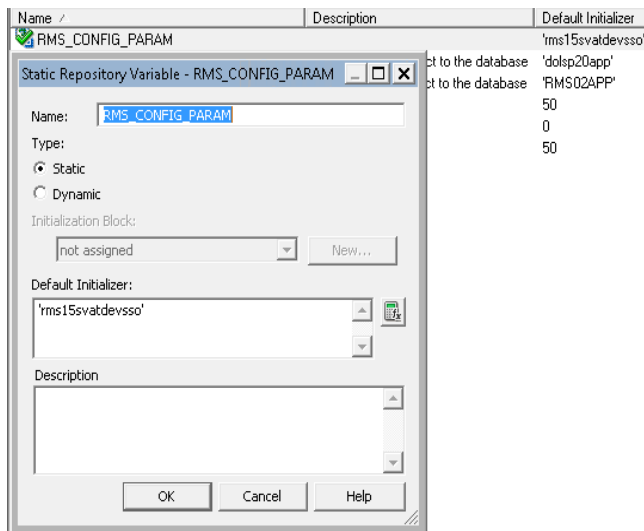 Name Description Default Initializer
RMS_CONFIG_PARAM 'rms15svatdevsso'
Static Repository Variable - RMS_CONFIG_PARAM
ct to the database 'dolsp20app'
ct to the database 'RMS02APP'
50
0
50
Name: RMS_CONFIG_PARAM
Type:
Static
Dynamic
Initialization Block:
not assigned New...
Default Initializer:
'rms15svatdevsso'
Description
OK Cancel Help